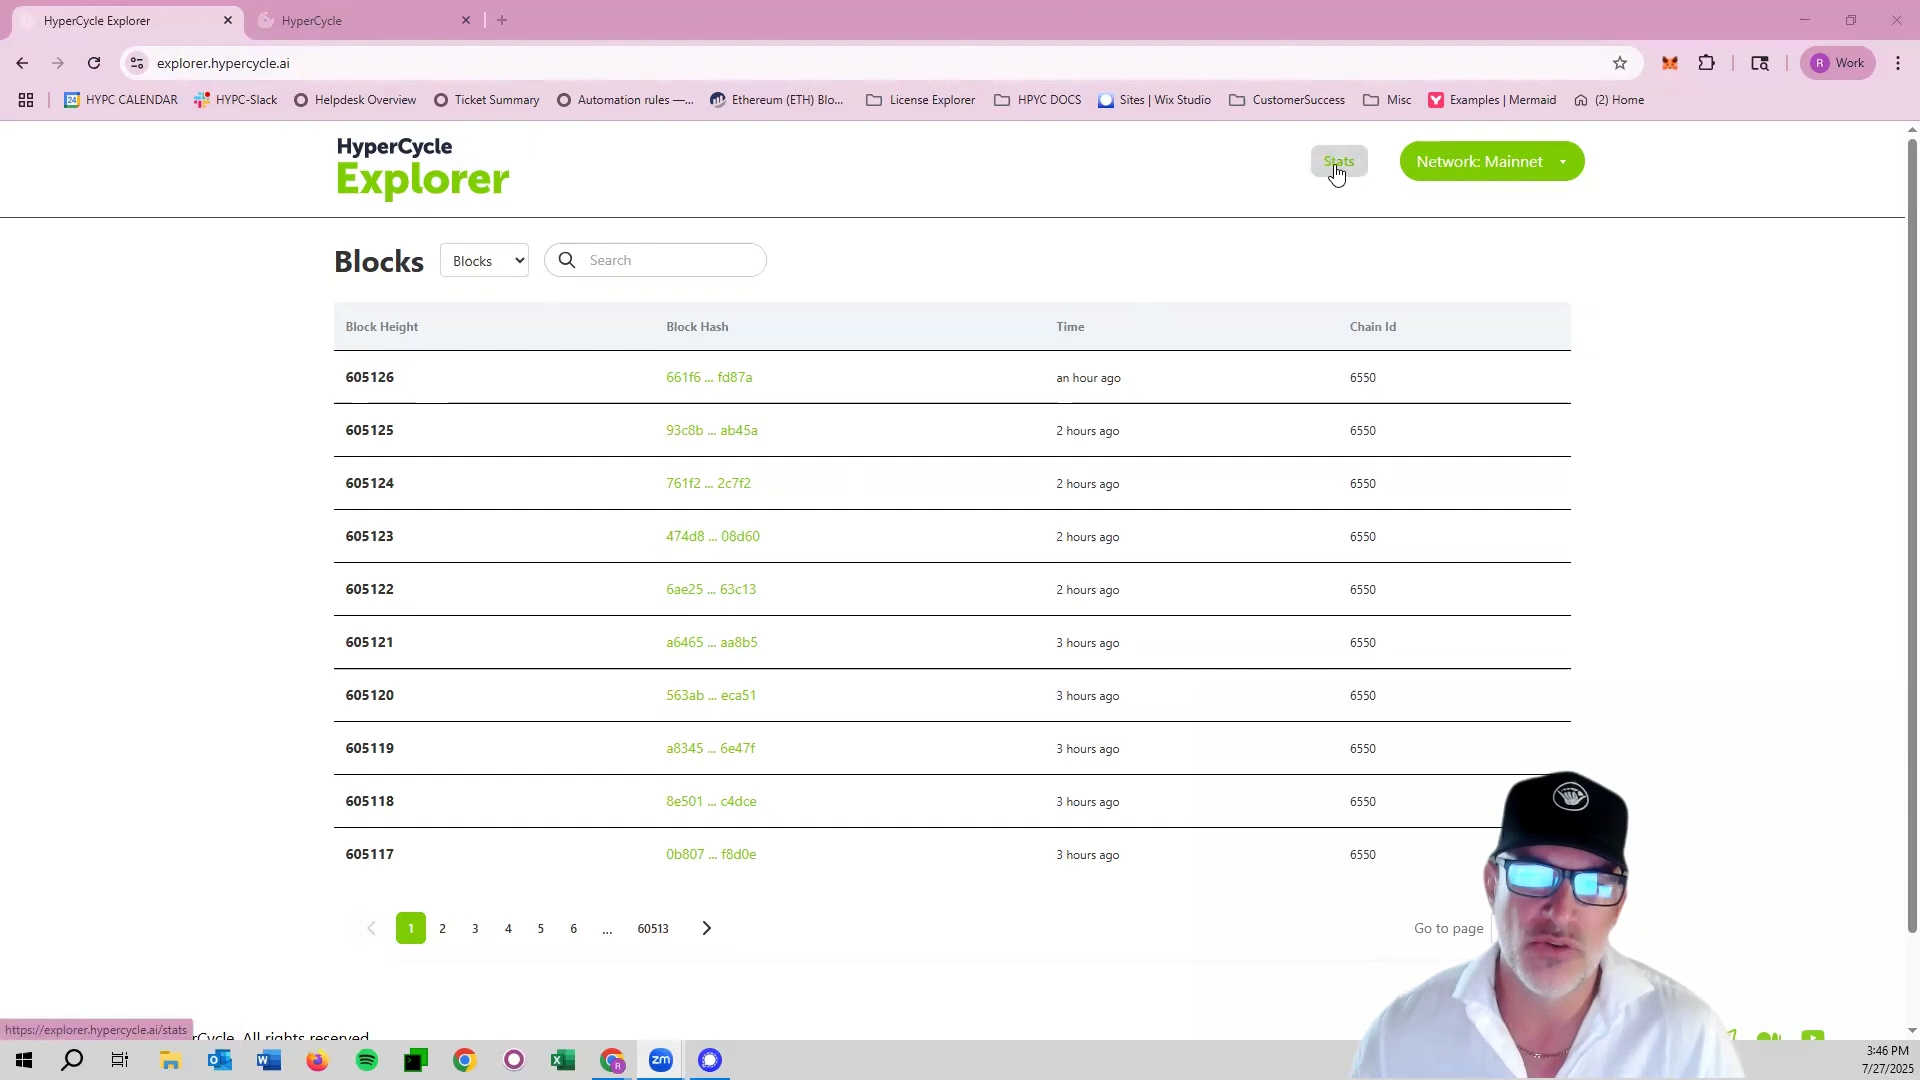 HyperCycle Explorer
HyperCycle
explorer.hypercycle.ai
R Work
HYPC CALENDAR
HYPC-Slack
Helpdesk Overview
Ticket Summary
Automation rules —...
Ethereum (ETH) Blo...
License Explorer
HPYC DOCS
Sites | Wix Studio
CustomerSuccess
Misc
Examples | Mermaid
(2) Home
HyperCycle
Explorer
Stats
Network: Mainnet
Blocks
Blocks
Search
Block Height Block Hash Time Chain Id
605126 661f6 ... fd87a an hour ago 6550
605125 93c8b ... ab45a 2 hours ago 6550
605124 761f2 ... 2c7f2 2 hours ago 6550
605123 474d8 ... 08d60 2 hours ago 6550
605122 6ae25 ... 63c13 2 hours ago 6550
605121 a6465 ... aa8b5 3 hours ago 6550
605120 563ab ... eca51 3 hours ago 6550
605119 a8345 ... 6e47f 3 hours ago 6550
605118 8e501 ... c4dce 3 hours ago 6550
605117 0b807 ... f8d0e 3 hours ago 6550
1 2 3 4 5 6 ... 60513
Go to page
https://explorer.hypercycle.ai/stats
rCycle. All rights reserved
zm
3:46 PM
7/27/2025